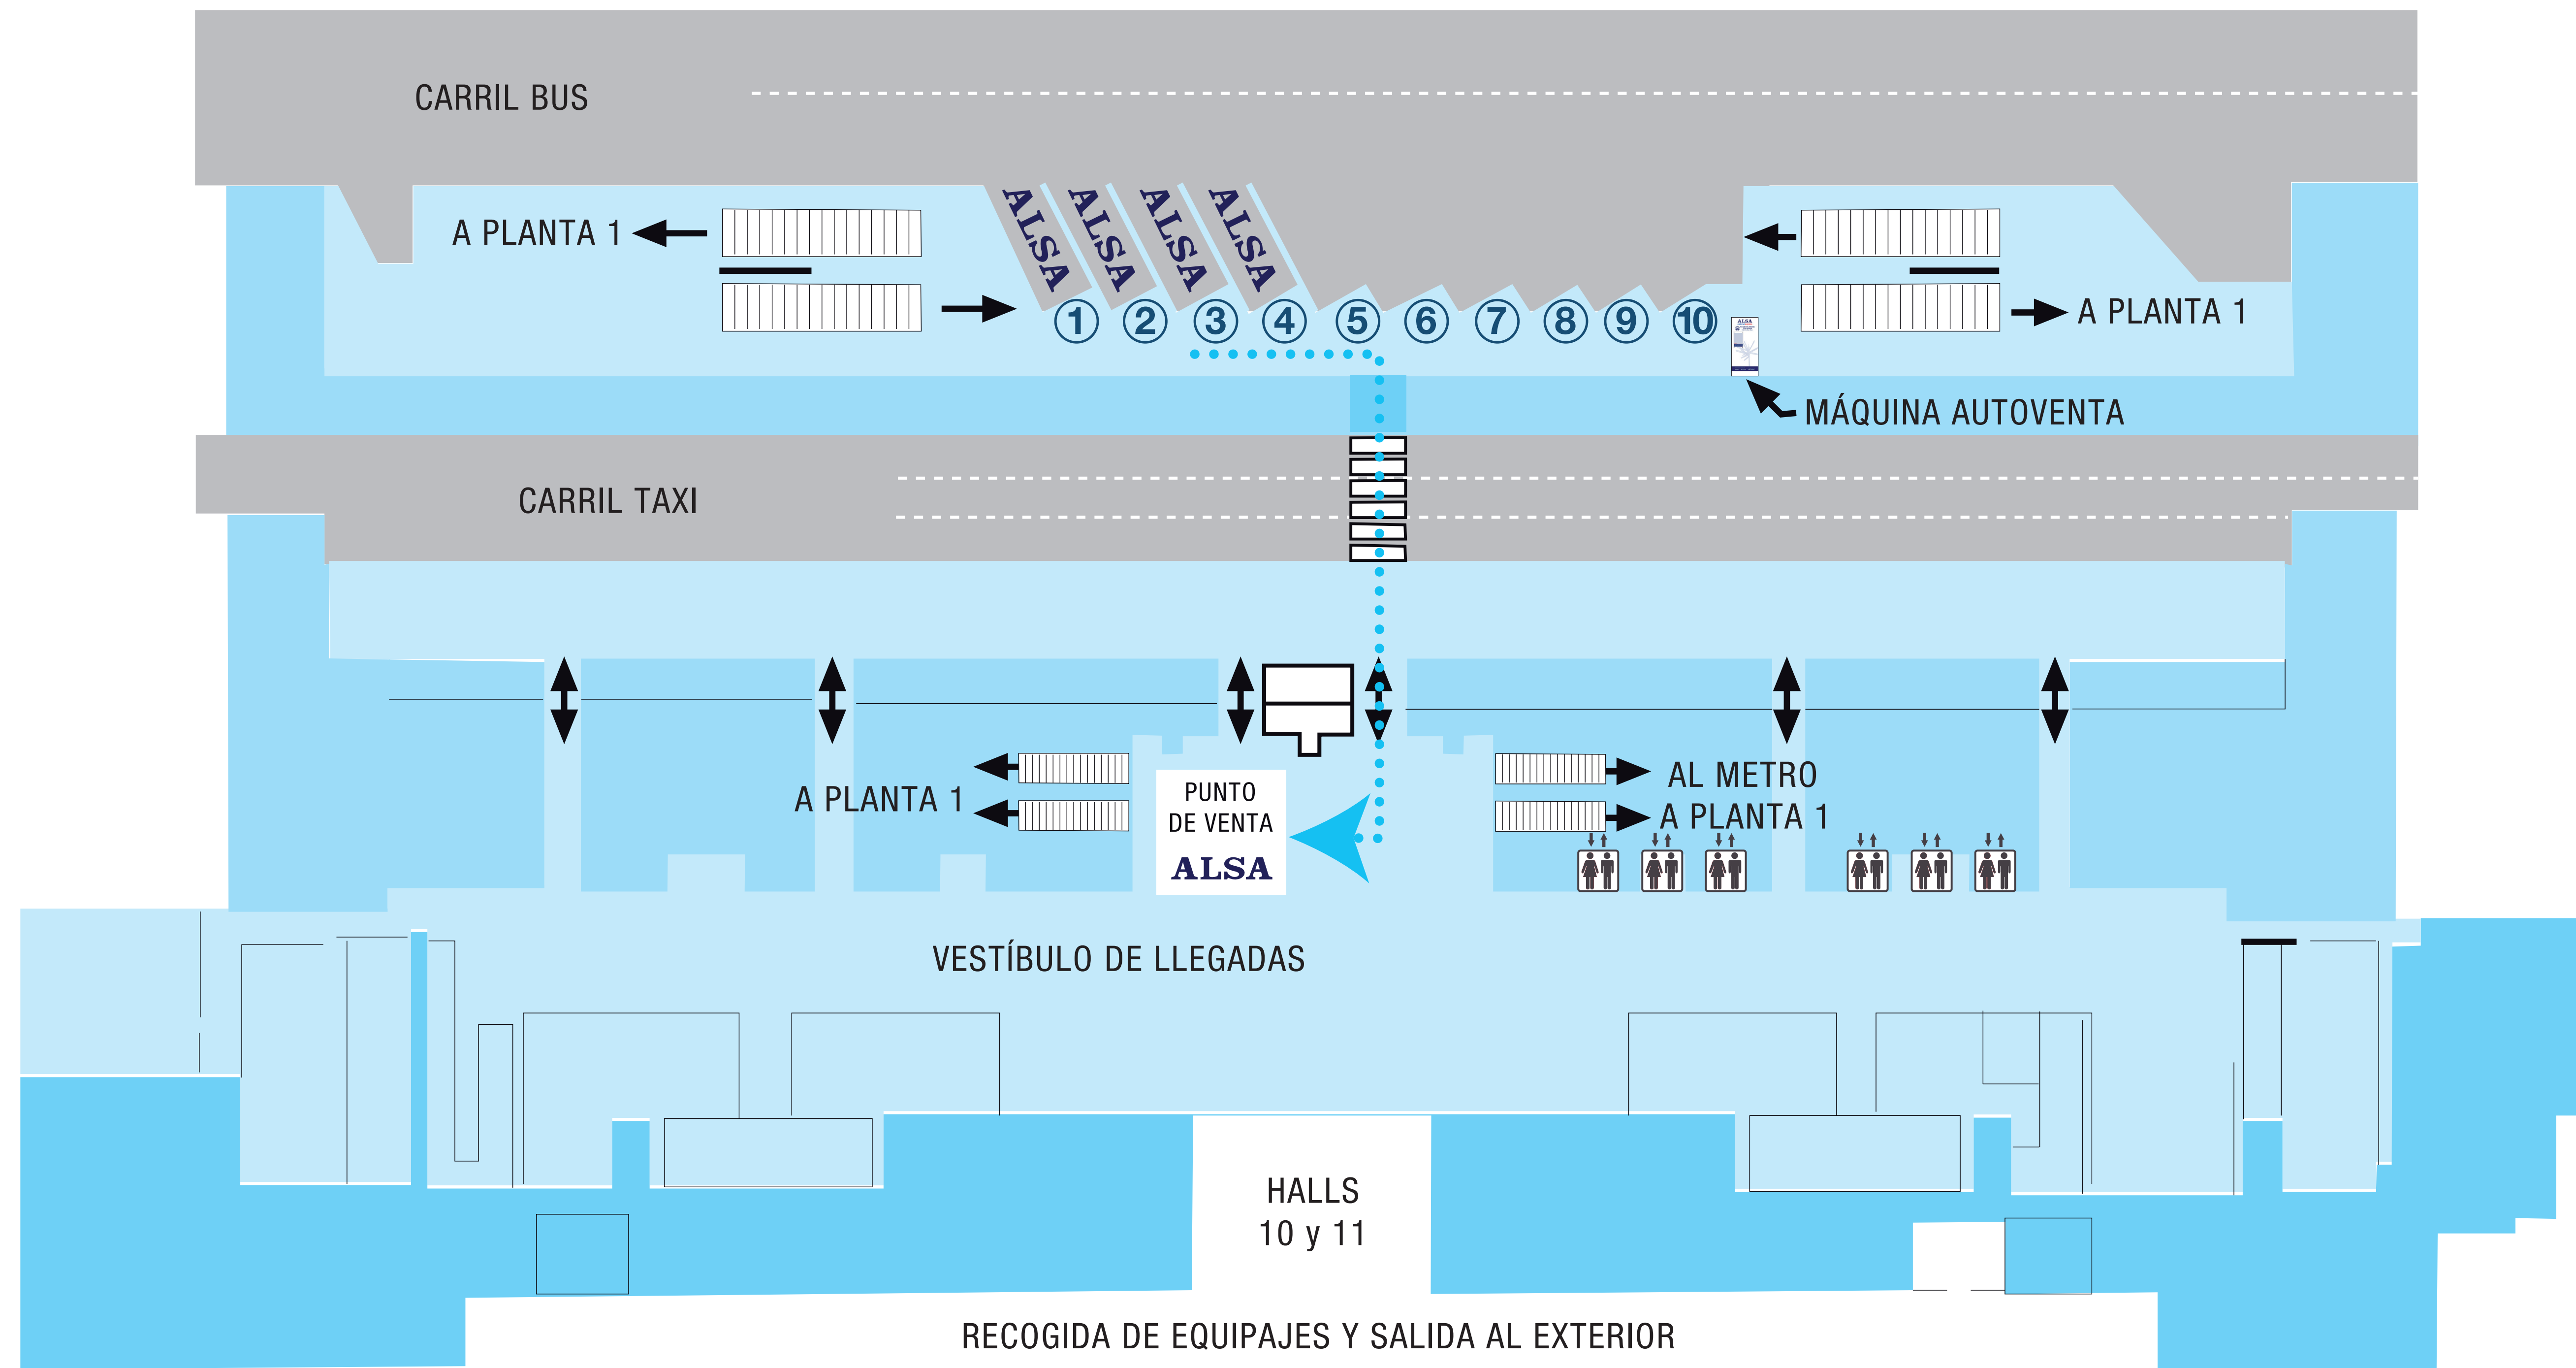 CARRIL BUS
A PLANTA 1
ALSA
ALSA
ALSA
ALSA
1 2 3 4 5 6 7 8 9 10
ALSA
A PLANTA 1
MÁQUINA AUTOVENTA
CARRIL TAXI
A PLANTA 1
PUNTO
DE VENTA
ALSA
AL METRO
A PLANTA 1
VESTÍBULO DE LLEGADAS
HALLS
10 y 11
RECOGIDA DE EQUIPAJES Y SALIDA AL EXTERIOR